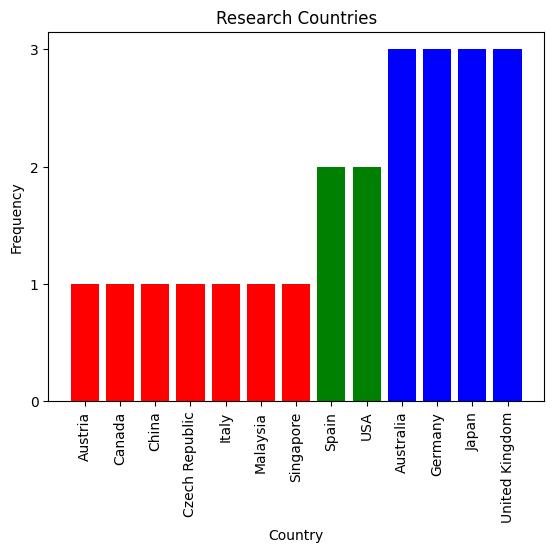 Research Countries
Frequency
3
2
1
0
Austria
Canada
China
Czech Republic
Italy
Malaysia
Singapore
Spain
USA
Australia
Germany
Japan
United Kingdom
Country